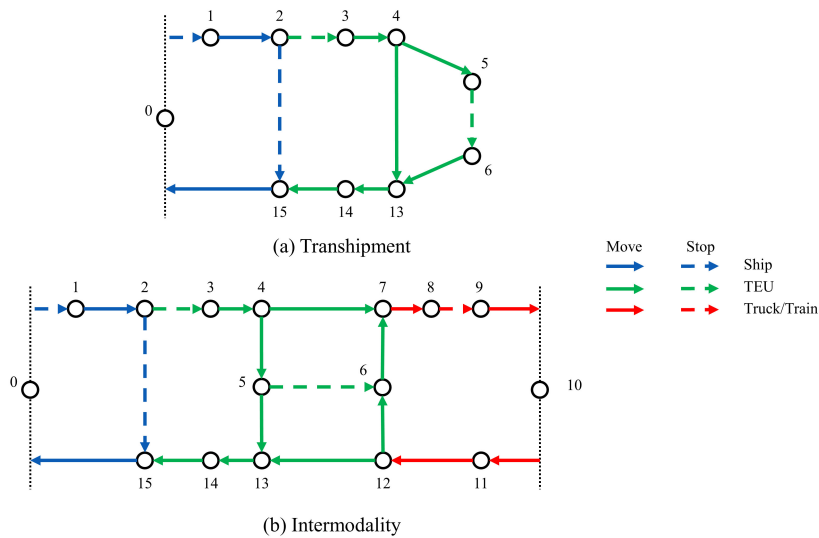 1 2 3 4
5
0
6
15 14 13
(a) Transhipment
Move Stop
Ship
TEU
Truck/Train
1 2 3 4 7 8 9
0 5 6 10
15 14 13 12 11
(b) Intermodality